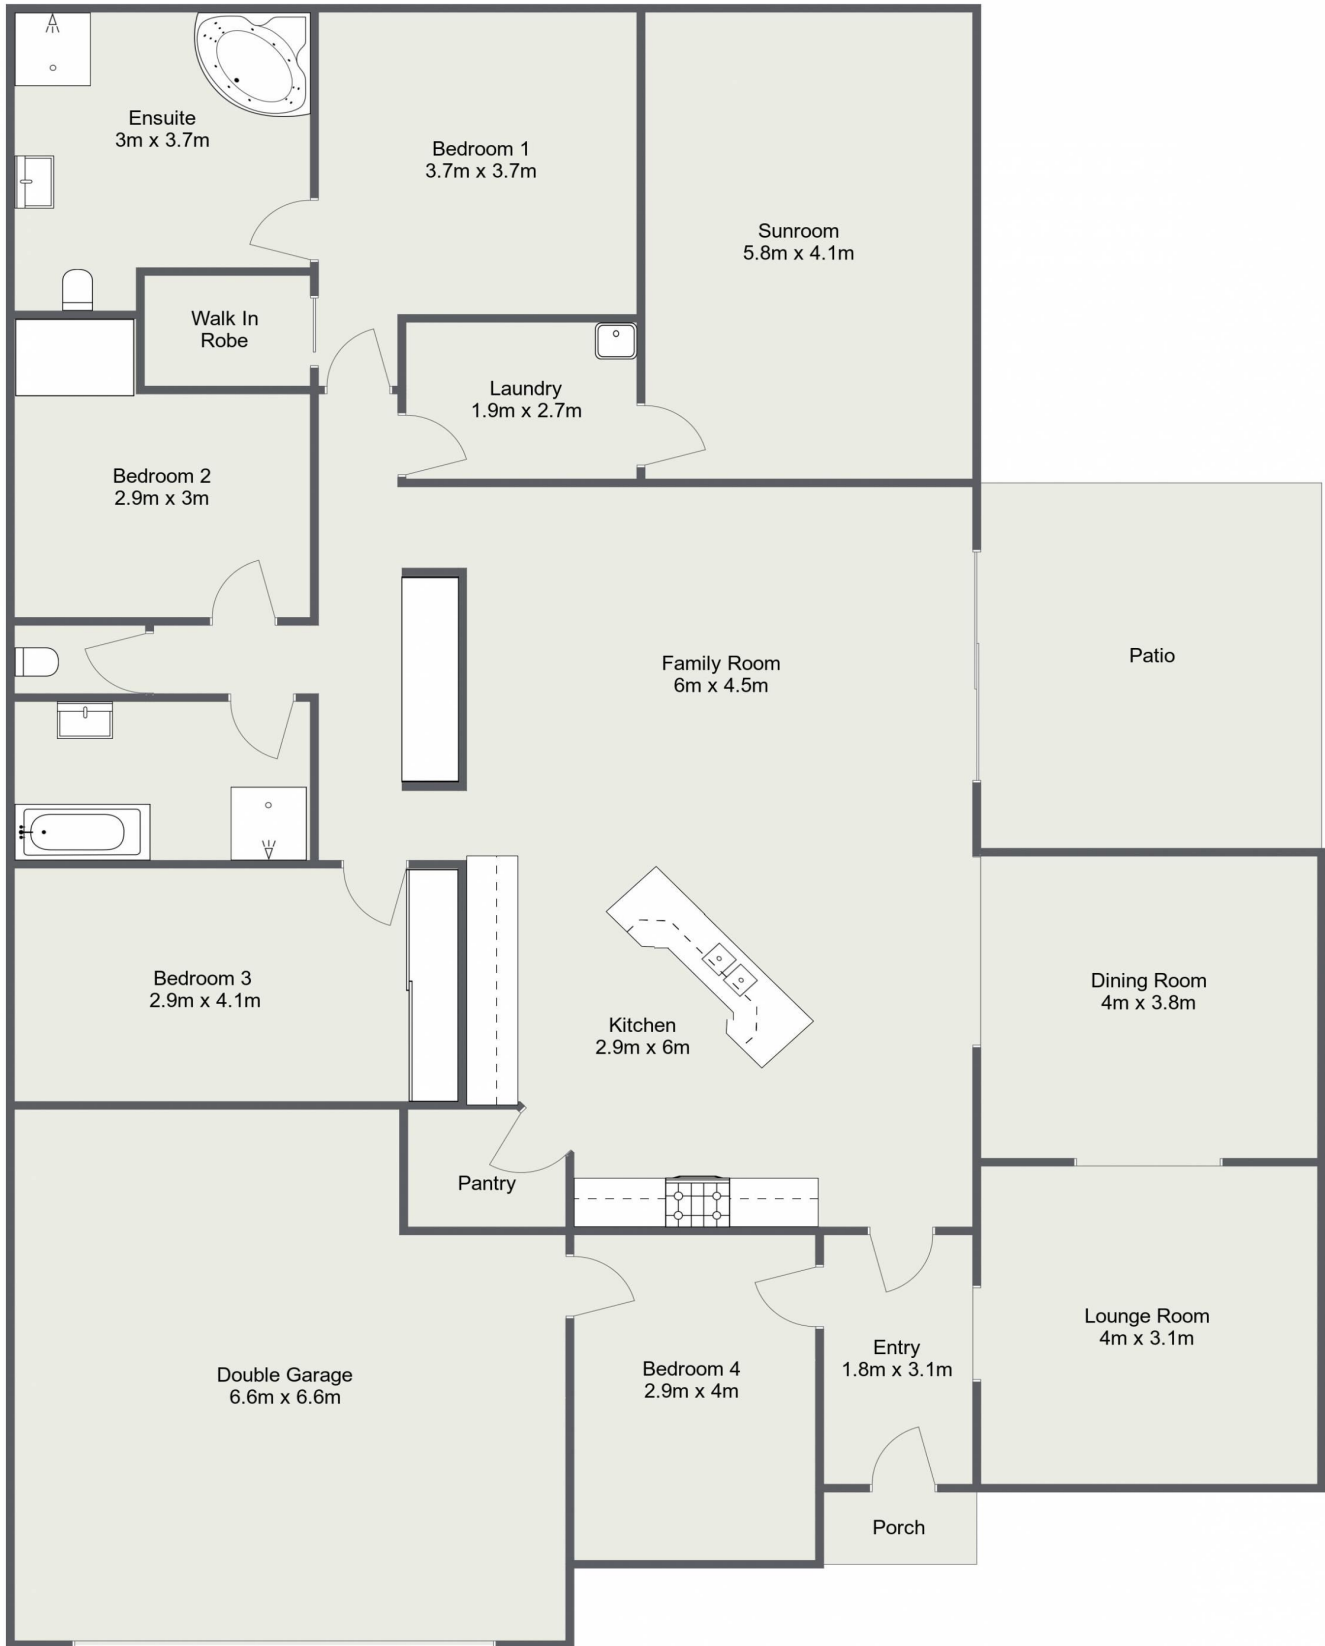 Ensuite
3m x 3.7m
Bedroom 1
3.7m x 3.7m
Sunroom
5.8m x 4.1m
Walk In
Robe
Laundry
1.9m x 2.7m
Bedroom 2
2.9m x 3m
Family Room
6m x 4.5m
Patio
Bedroom 3
2.9m x 4.1m
Kitchen
2.9m x 6m
Dining Room
4m x 3.8m
Pantry
Double Garage
6.6m x 6.6m
Bedroom 4
2.9m x 4m
Entry
1.8m x 3.1m
Lounge Room
4m x 3.1m
Porch